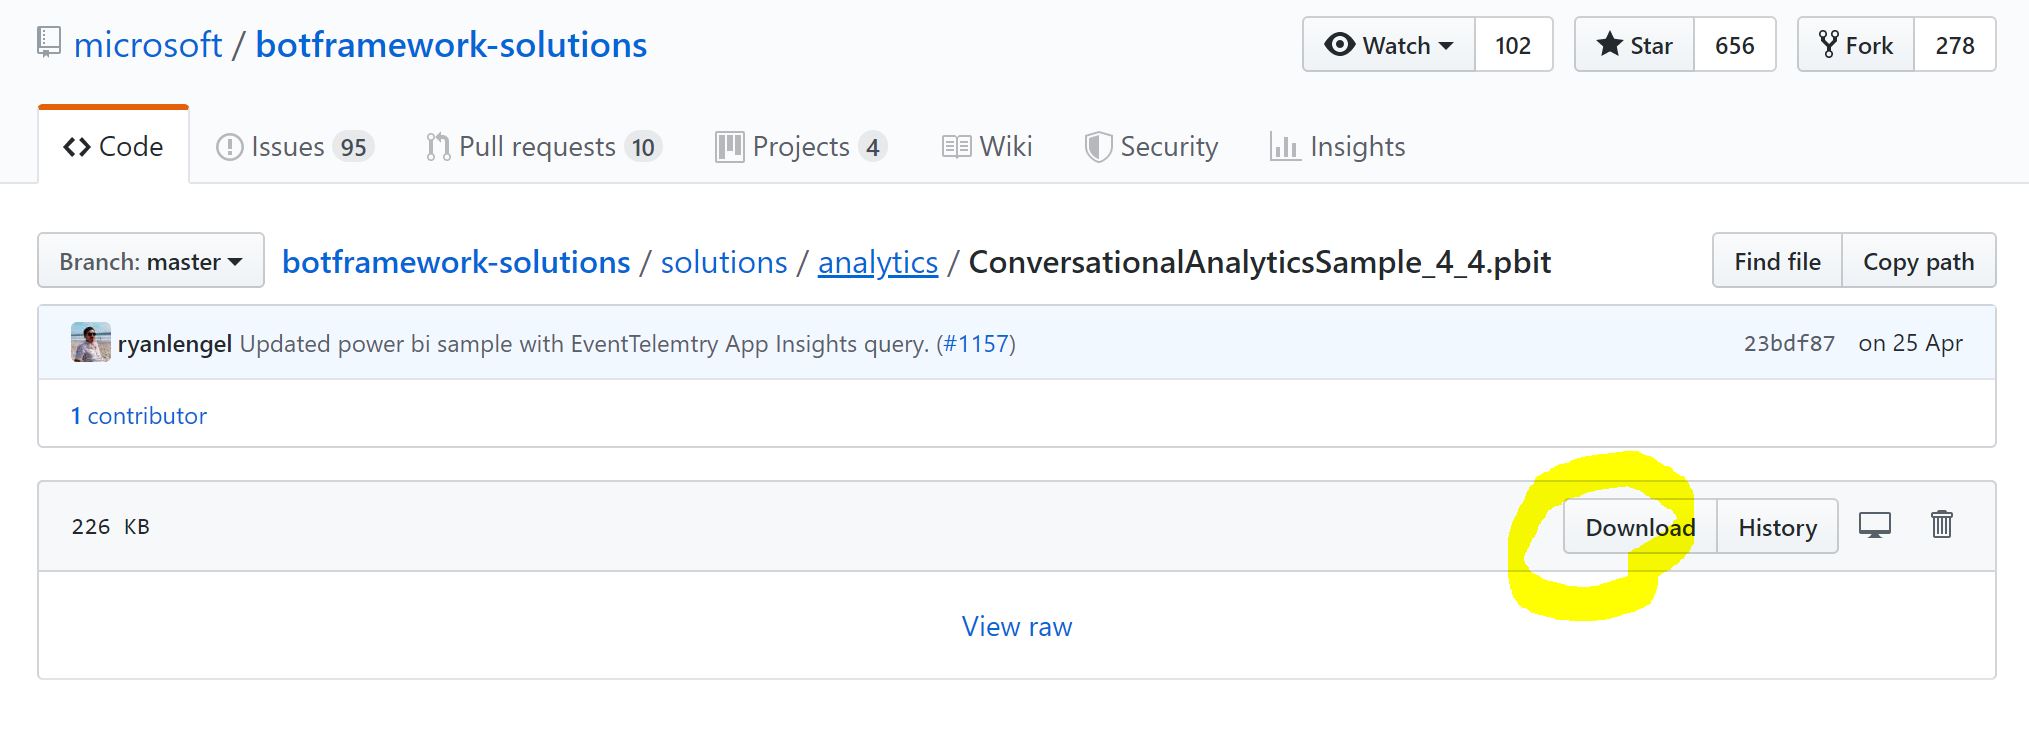 microsoft / botframework-solutions
Watch 102 Star 656 Fork 278
Code Issues 95 Pull requests 10 Projects 4 Wiki Security Insights
Branch: master botframework-solutions / solutions / analytics / ConversationalAnalyticsSample_4_4.pbit Find file Copy path
ryanlengel Updated power bi sample with EventTelemtry App Insights query. (#1157) 23bdf87 on 25 Apr
1 contributor
226 KB Download History
View raw